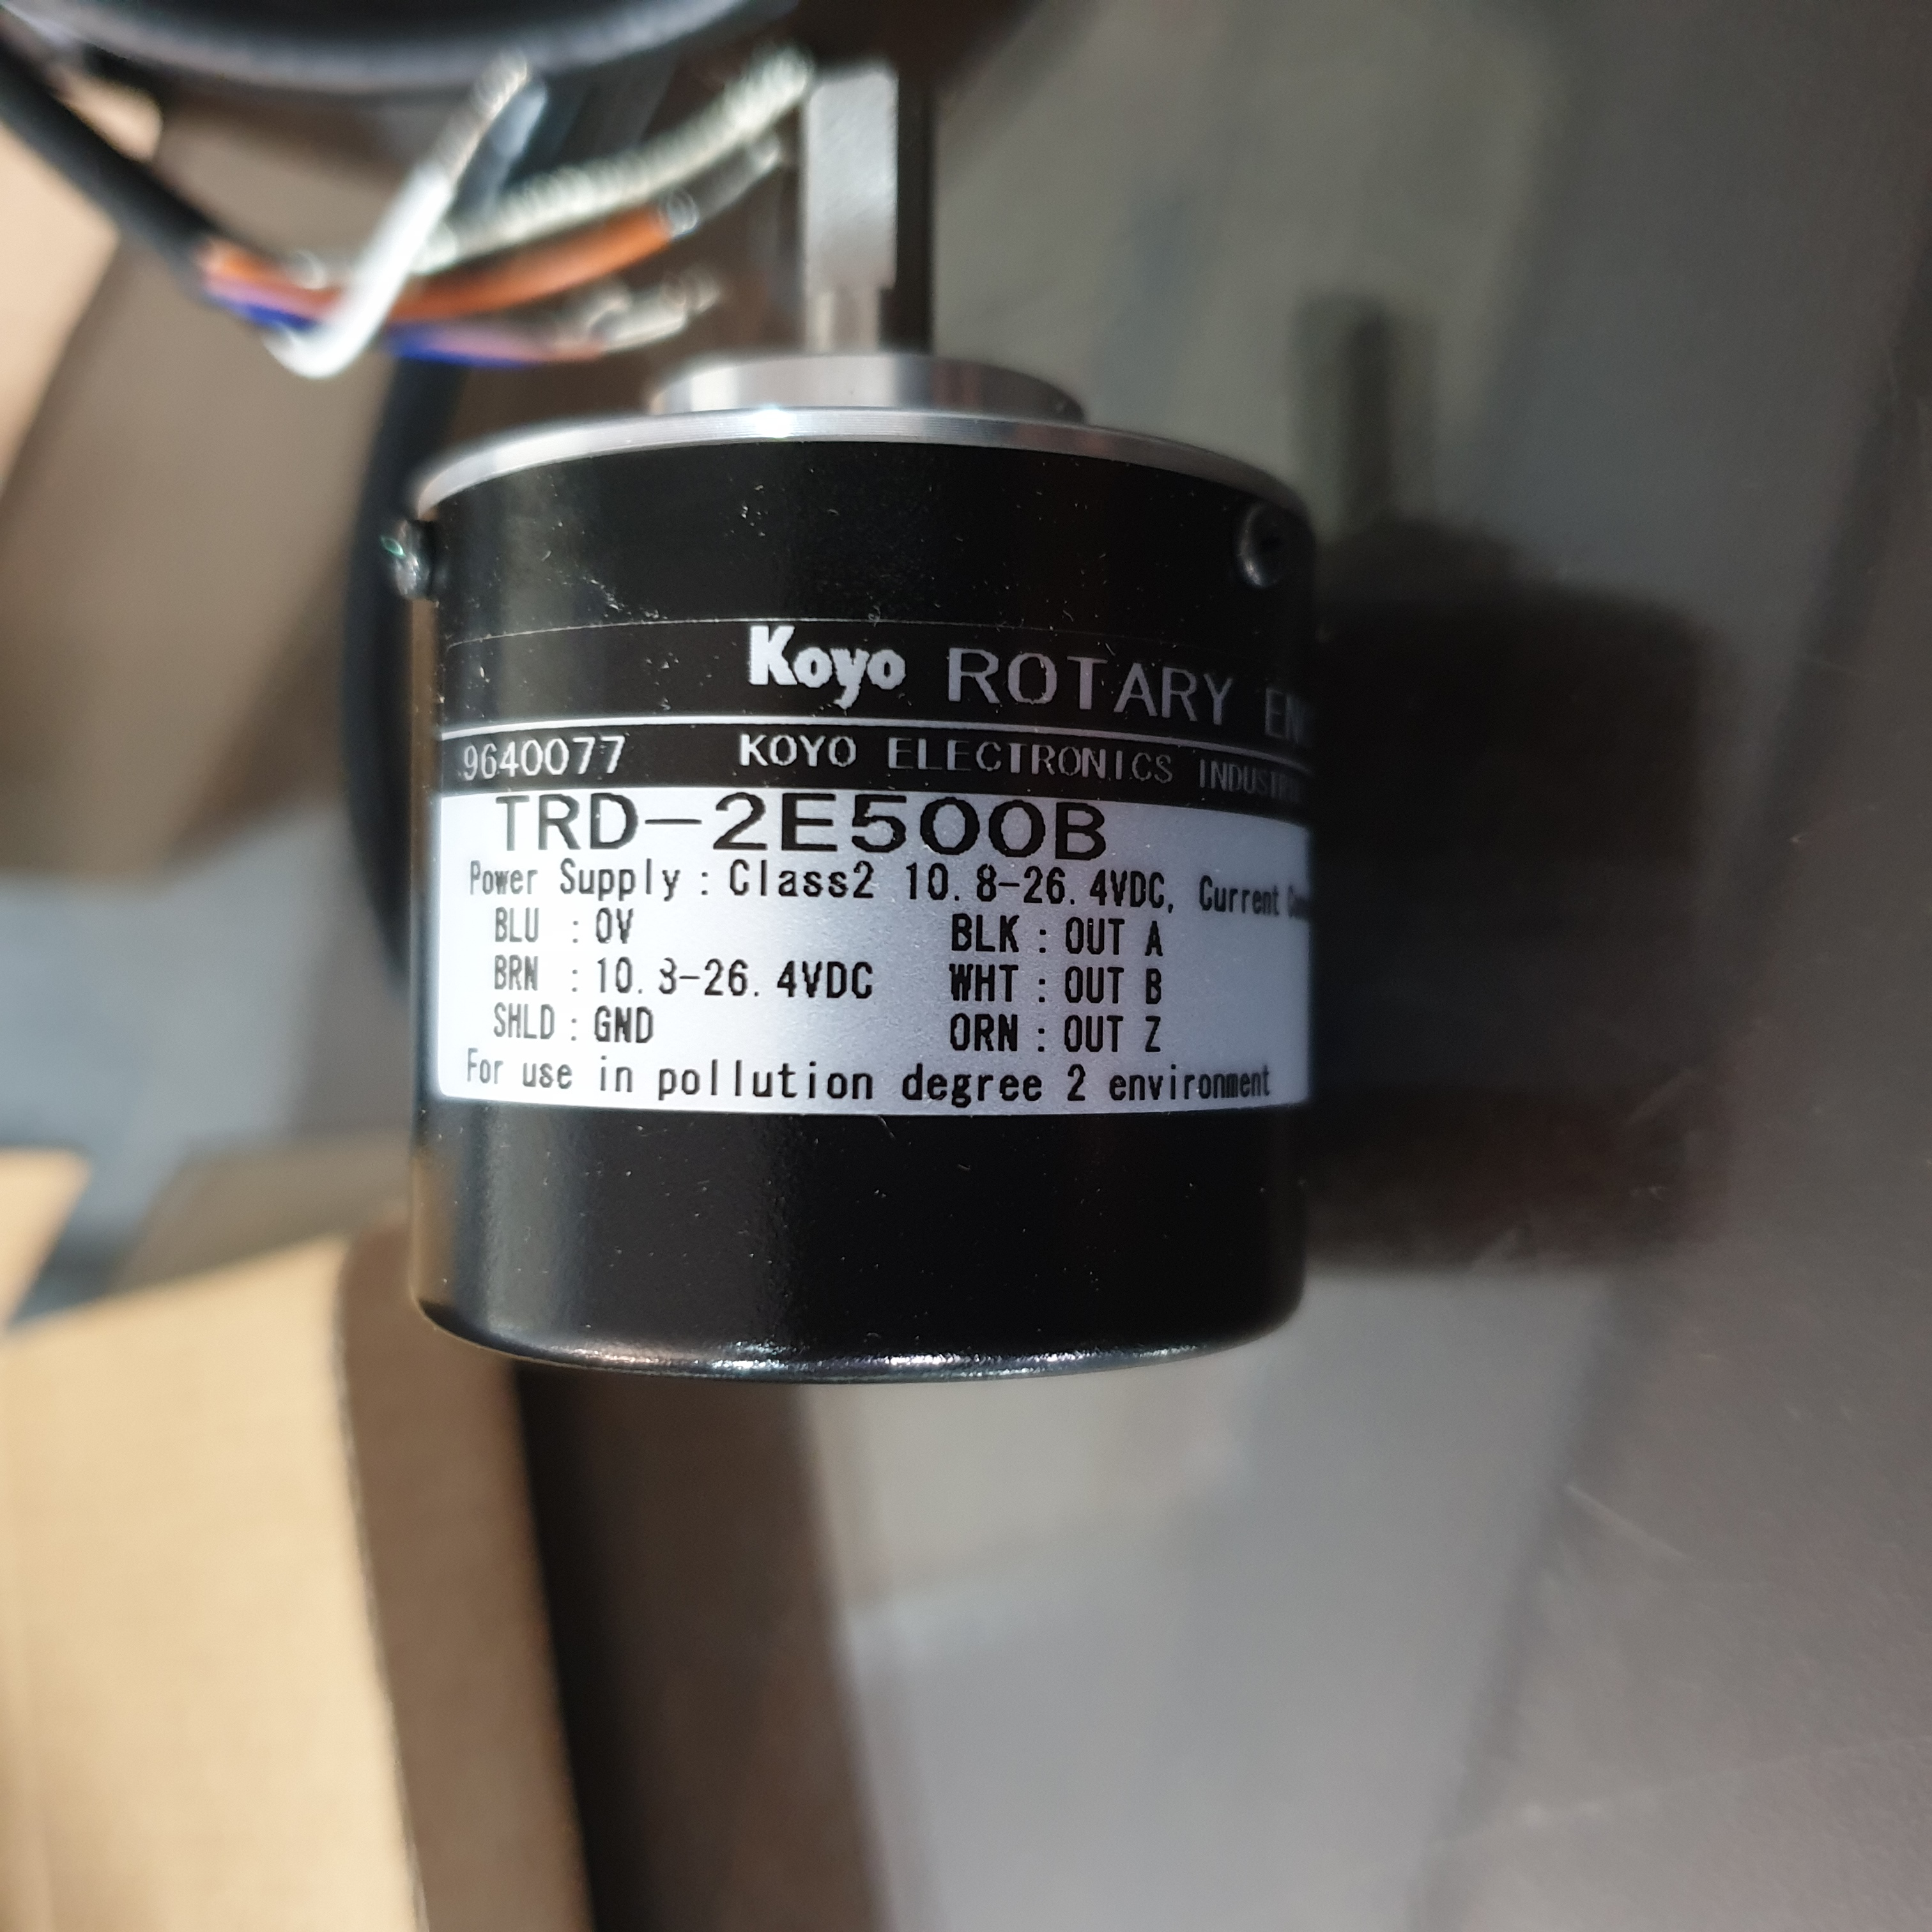 Koyo ROTARY
9640077 KOYO ELECTRONICS
TRD-2E500B
Power Supply : Class2 10.8-26.4VDC, Current
BLU : 0V BLK : OUT A
BRN : 10.8-26.4VDC WHT : OUT B
SHLD : GND ORN : OUT Z
For use in pollution degree 2 environment